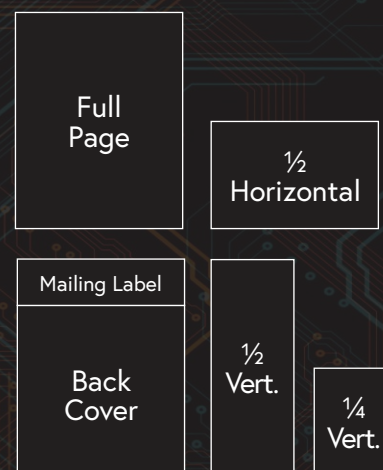 Full
Page
½
Horizontal
Mailing Label
Back
Cover
½
Vert.
¼
Vert.